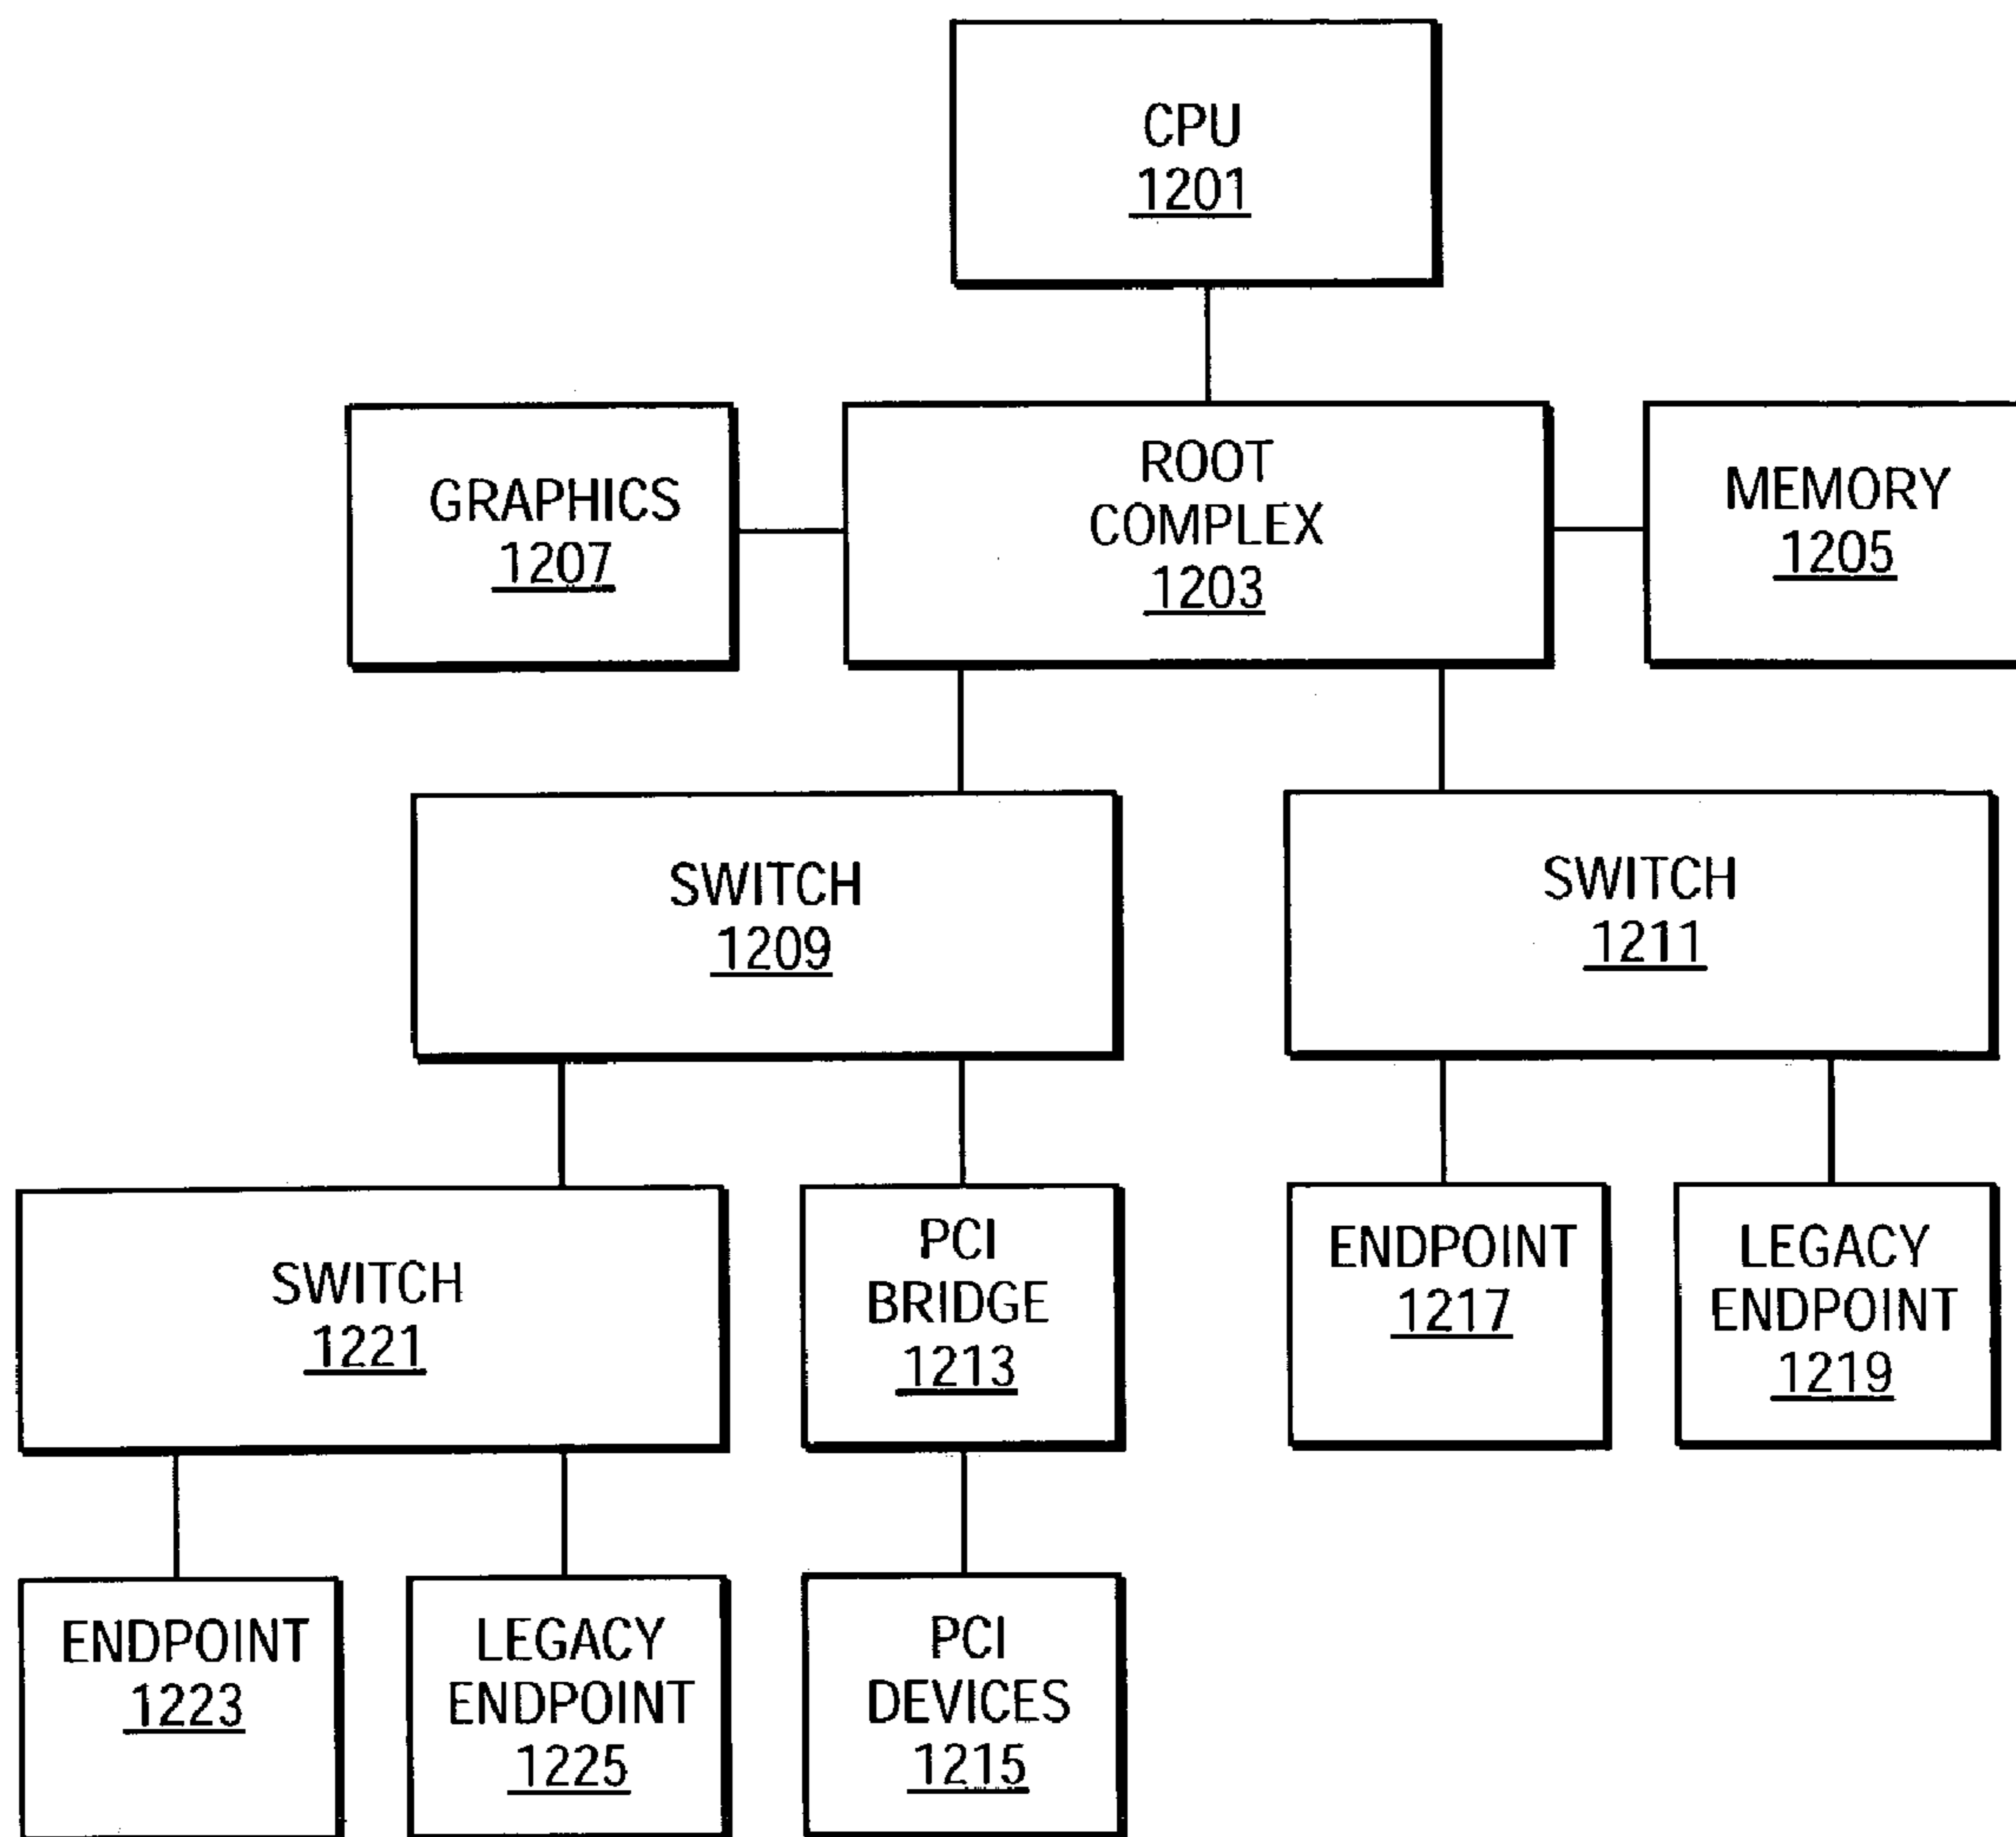 CPU
1201
GRAPHICS
1207
ROOT
COMPLEX
1203
MEMORY
1205
SWITCH
1209
SWITCH
1211
SWITCH
1221
PCI
BRIDGE
1213
ENDPOINT
1217
LEGACY
ENDPOINT
1219
ENDPOINT
1223
LEGACY
ENDPOINT
1225
PCI
DEVICES
1215